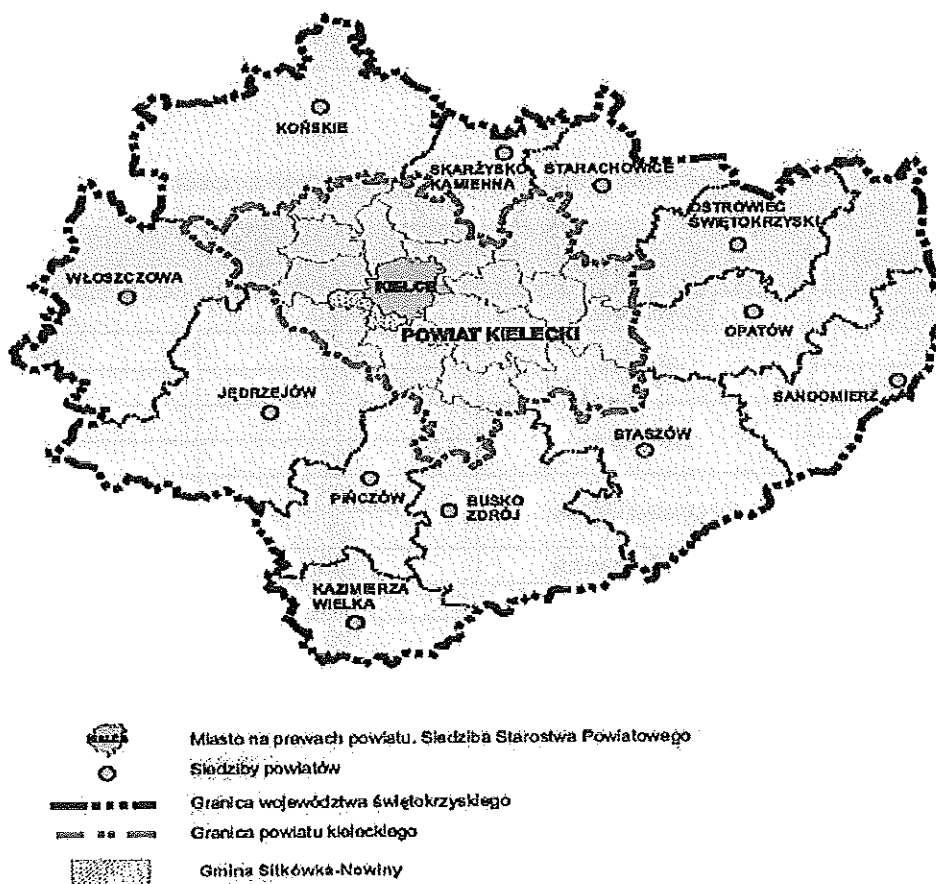 KOŃSKIE
SKARŻYSKO
KAMIENNA
STARACHOWICE
OSTROWIEC
ŚWIĘTOKRZYSKI
WŁOSZCZOWA
KIELCE
POWIAT KIELECKI
OPATÓW
JĘDRZEJÓW
SANDOMIERZ
STASZÓW
PIŃCZÓW
BUSKO
ZDRÓJ
KAZIMIERZA
WIELKA
KIELCE
Miasto na prawach powiatu. Siedziba Starostwa Powiatowego
Siedziby powiatów
Granica województwa świętokrzyskiego
Granica powiatu kieleckiego
Gmina Sitkówka-Nowiny